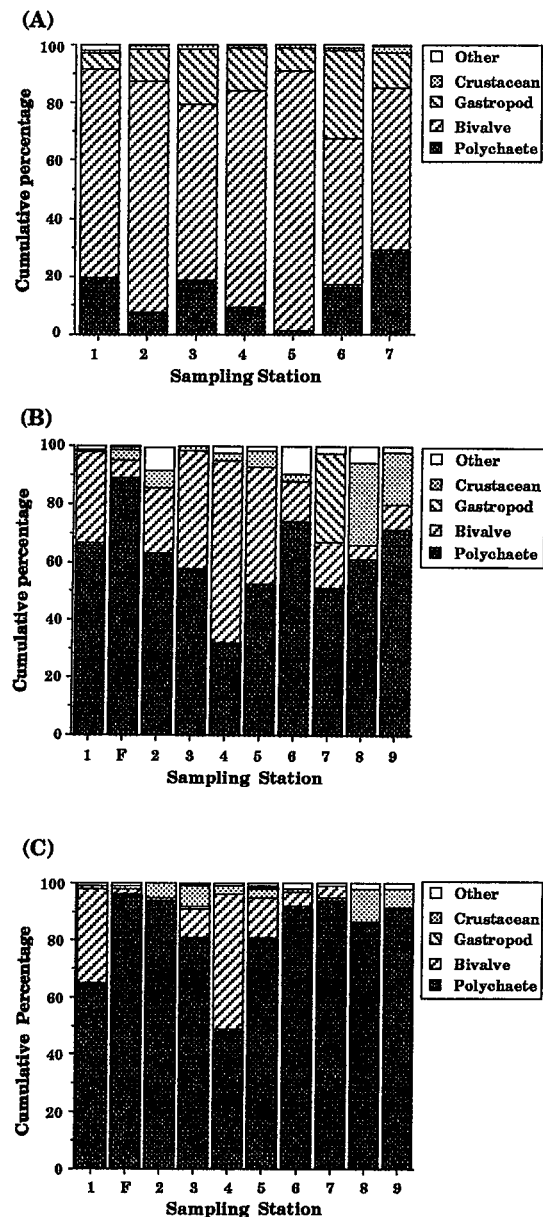 (A)
100
80
60
40
20
0
Cumulative percentage
1 2 3 4 5 6 7
Sampling Station
Other
Crustacean
Gastropod
Bivalve
Polychaete
(B)
100
80
60
40
20
0
Cumulative percentage
1 F 2 3 4 5 6 7 8 9
Sampling Station
Other
Crustacean
Gastropod
Bivalve
Polychaete
(C)
100
80
60
40
20
0
Cumulative Percentage
1 F 2 3 4 5 6 7 8 9
Sampling Station
Other
Crustacean
Gastropod
Bivalve
Polychaete